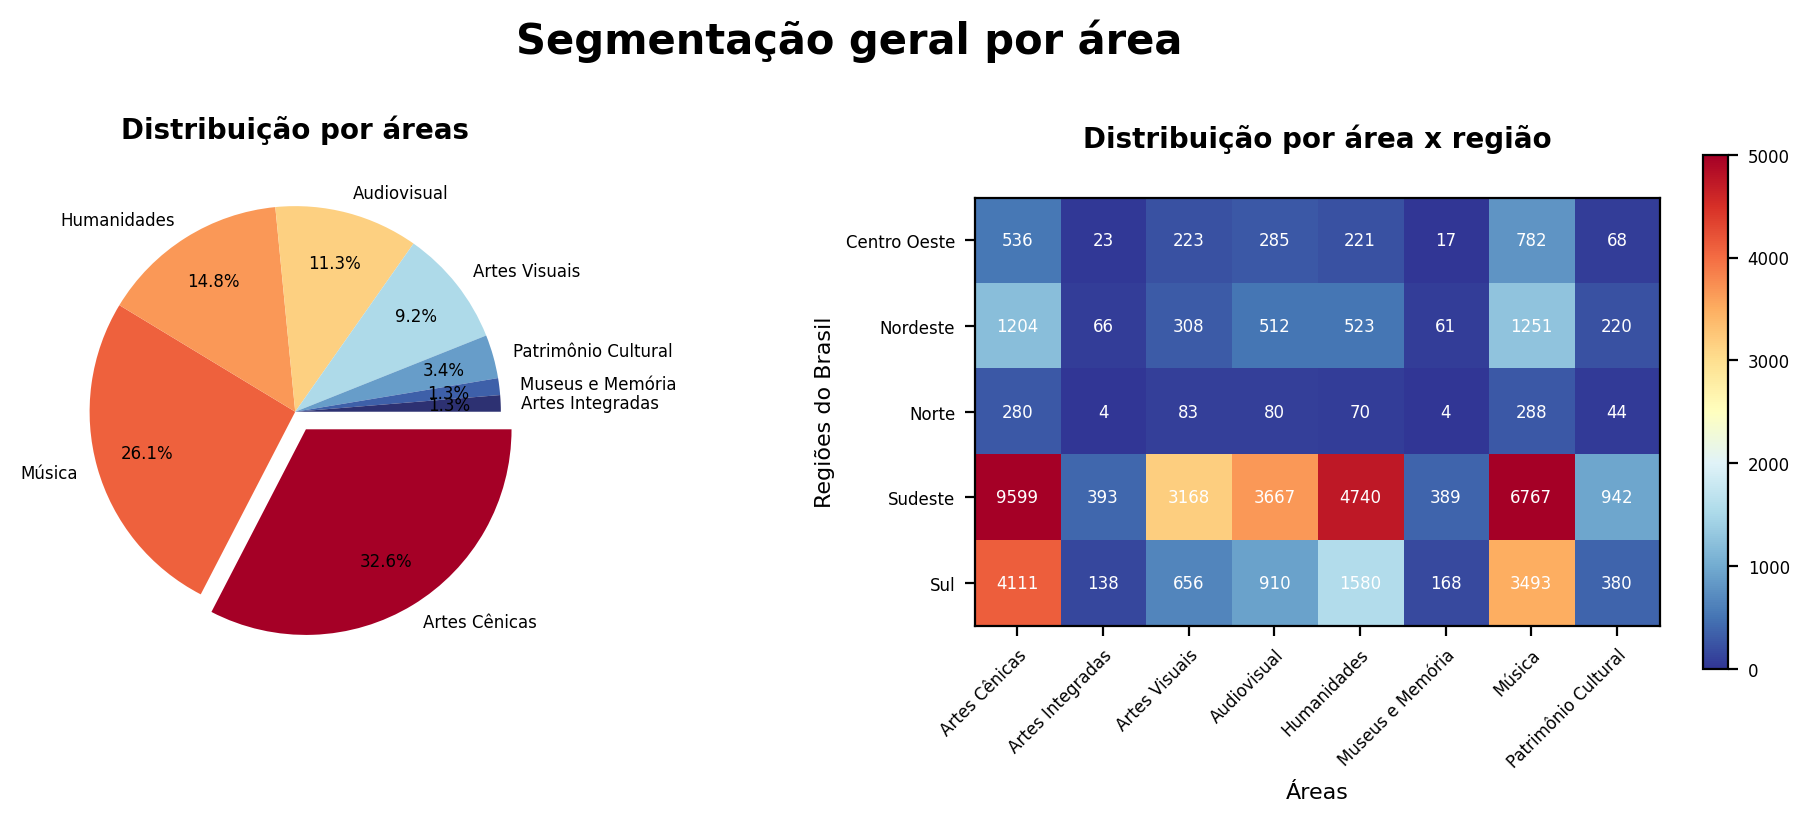 Segmentação geral por área
Distribuição por áreas
Audiovisual
Humanidades
11.3%
Artes Visuais
14.8%
9.2%
Patrimônio Cultural
3.4%
Museus e Memória
1.3%
Artes Integradas
1.3%
26.1%
Música
32.6%
Artes Cênicas
Distribuição por área x região
5000
4000
3000
2000
1000
0
Regiões do Brasil
Centro Oeste 536 23 223 285 221 17 782 68
Nordeste 1204 66 308 512 523 61 1251 220
Norte 280 4 83 80 70 4 288 44
Sudeste 9599 393 3168 3667 4740 389 6767 942
Sul 4111 138 656 910 1580 168 3493 380
Artes Cênicas
Artes Integradas
Artes Visuais
Audiovisual
Humanidades
Museus e Memória
Música
Patrimônio Cultural
Áreas